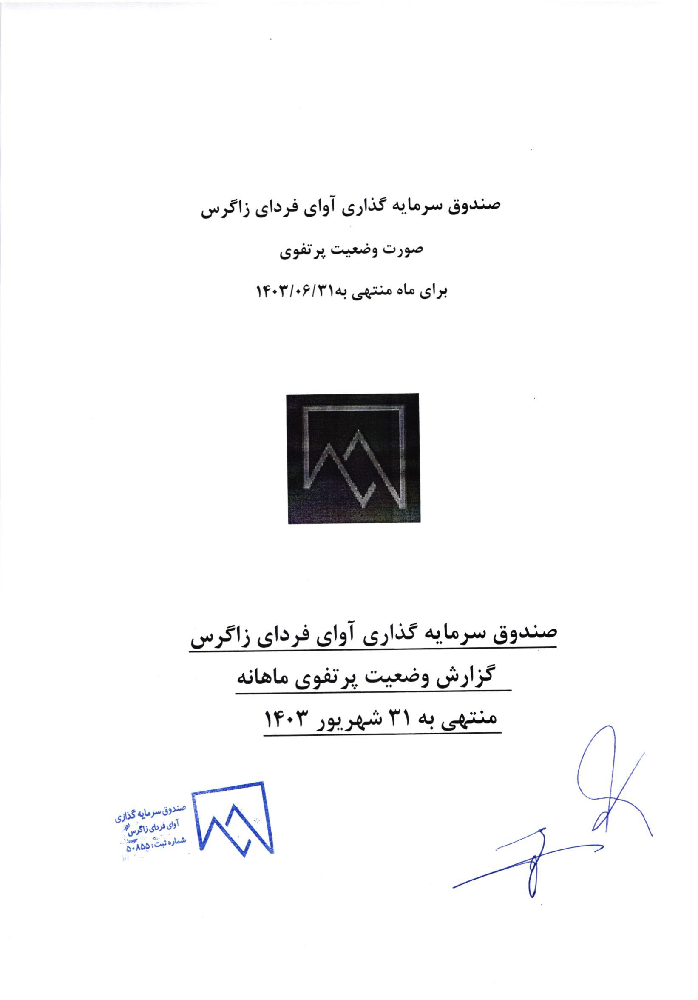 صندوق سرمایه گذاری آوای فردای زاگرس
صورت وضعیت پرتفوی
برای ماه منتهی به۱۴۰۳/۰۶/۳۱
صندوق سرمایه گذاری آوای فردای زاگرس
گزارش وضعیت پرتفوی ماهانه
منتهی به ۳۱ شهریور ۱۴۰۳
صندوق سرمایه گذاری
آوای فردای زاگرس
شماره ثبت: ۵۰۸۵۵